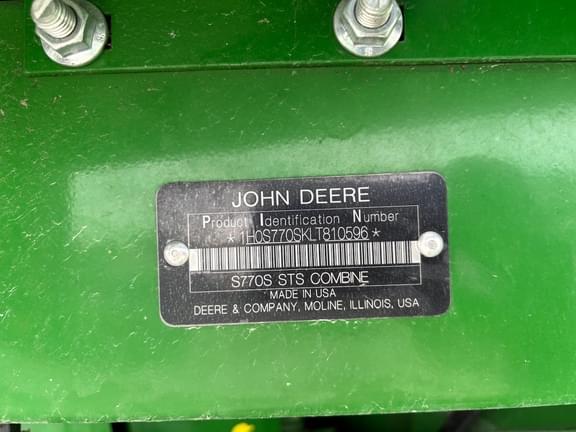 JOHN DEERE
Product Identification Number
*1H0S770SKLT810596*
S770S STS COMBINE
MADE IN USA
DEERE & COMPANY, MOLINE, ILLINOIS, USA